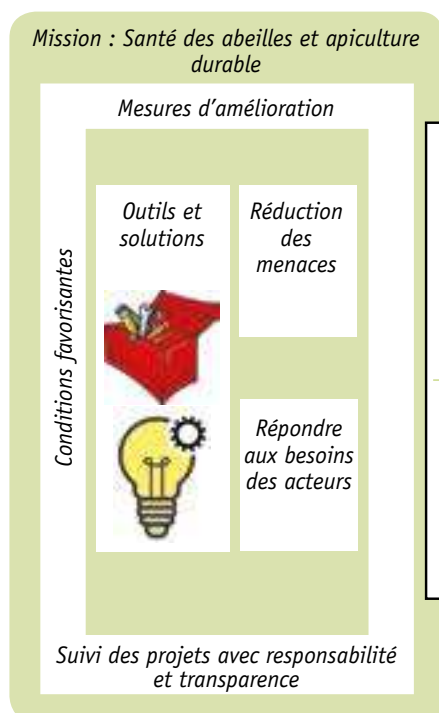 Mission : Santé des abeilles et apiculture
durable
Mesures d’amélioration
Conditions favorisantes
Outils et
solutions
Réduction
des
menaces
Répondre
aux besoins
des acteurs
Suivi des projets avec responsabilité
et transparence